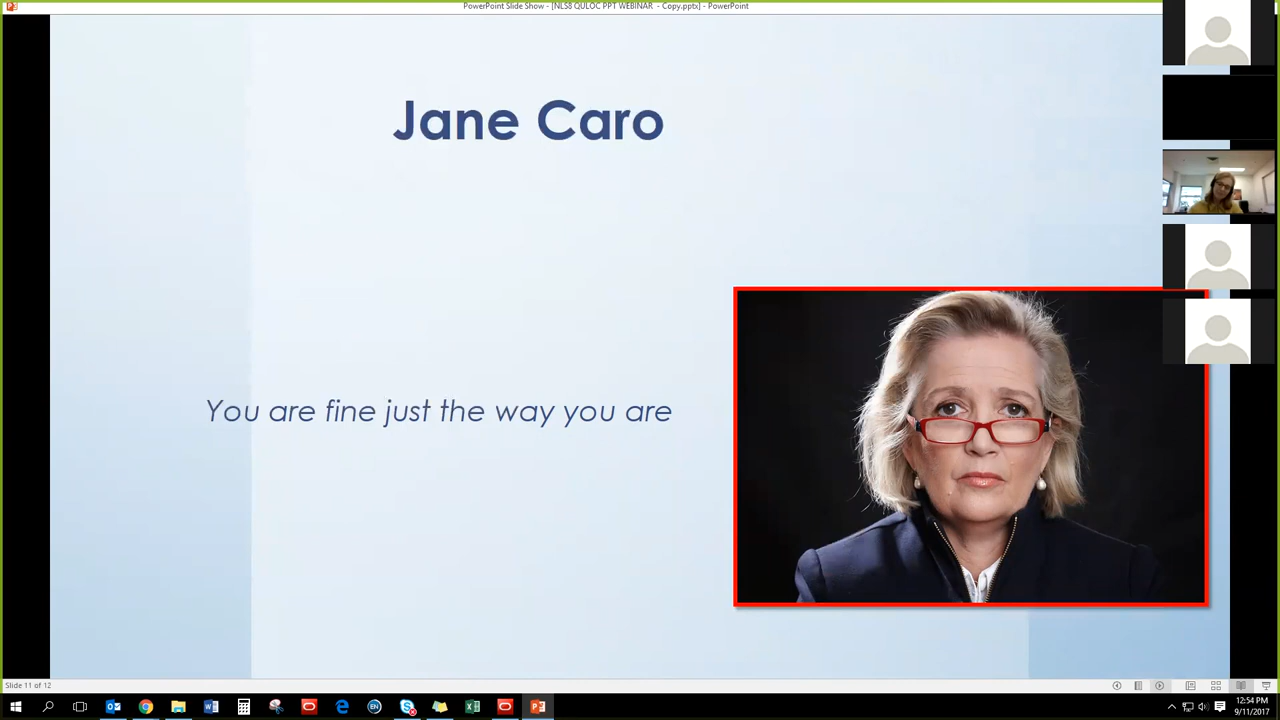 PowerPoint Slide Show - [NLS8 QULOC PPT WEBINAR - Copy.pptx] - PowerPoint
Jane Caro
You are fine just the way you are
Slide 11 of 12
12:54 PM
9/11/2017